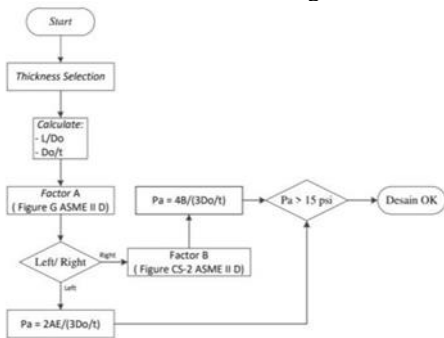 Start
Thickness Selection
Calculate:
- L/Do
- Do/t
Factor A
( Figure G ASME II D)
Left/ Right
Right
Left
Factor B
( Figure CS-2 ASME II D)
Pa = 4B/(3Do/t)
Pa = 2AE/(3Do/t)
Pa > 15 psi
Desain OK